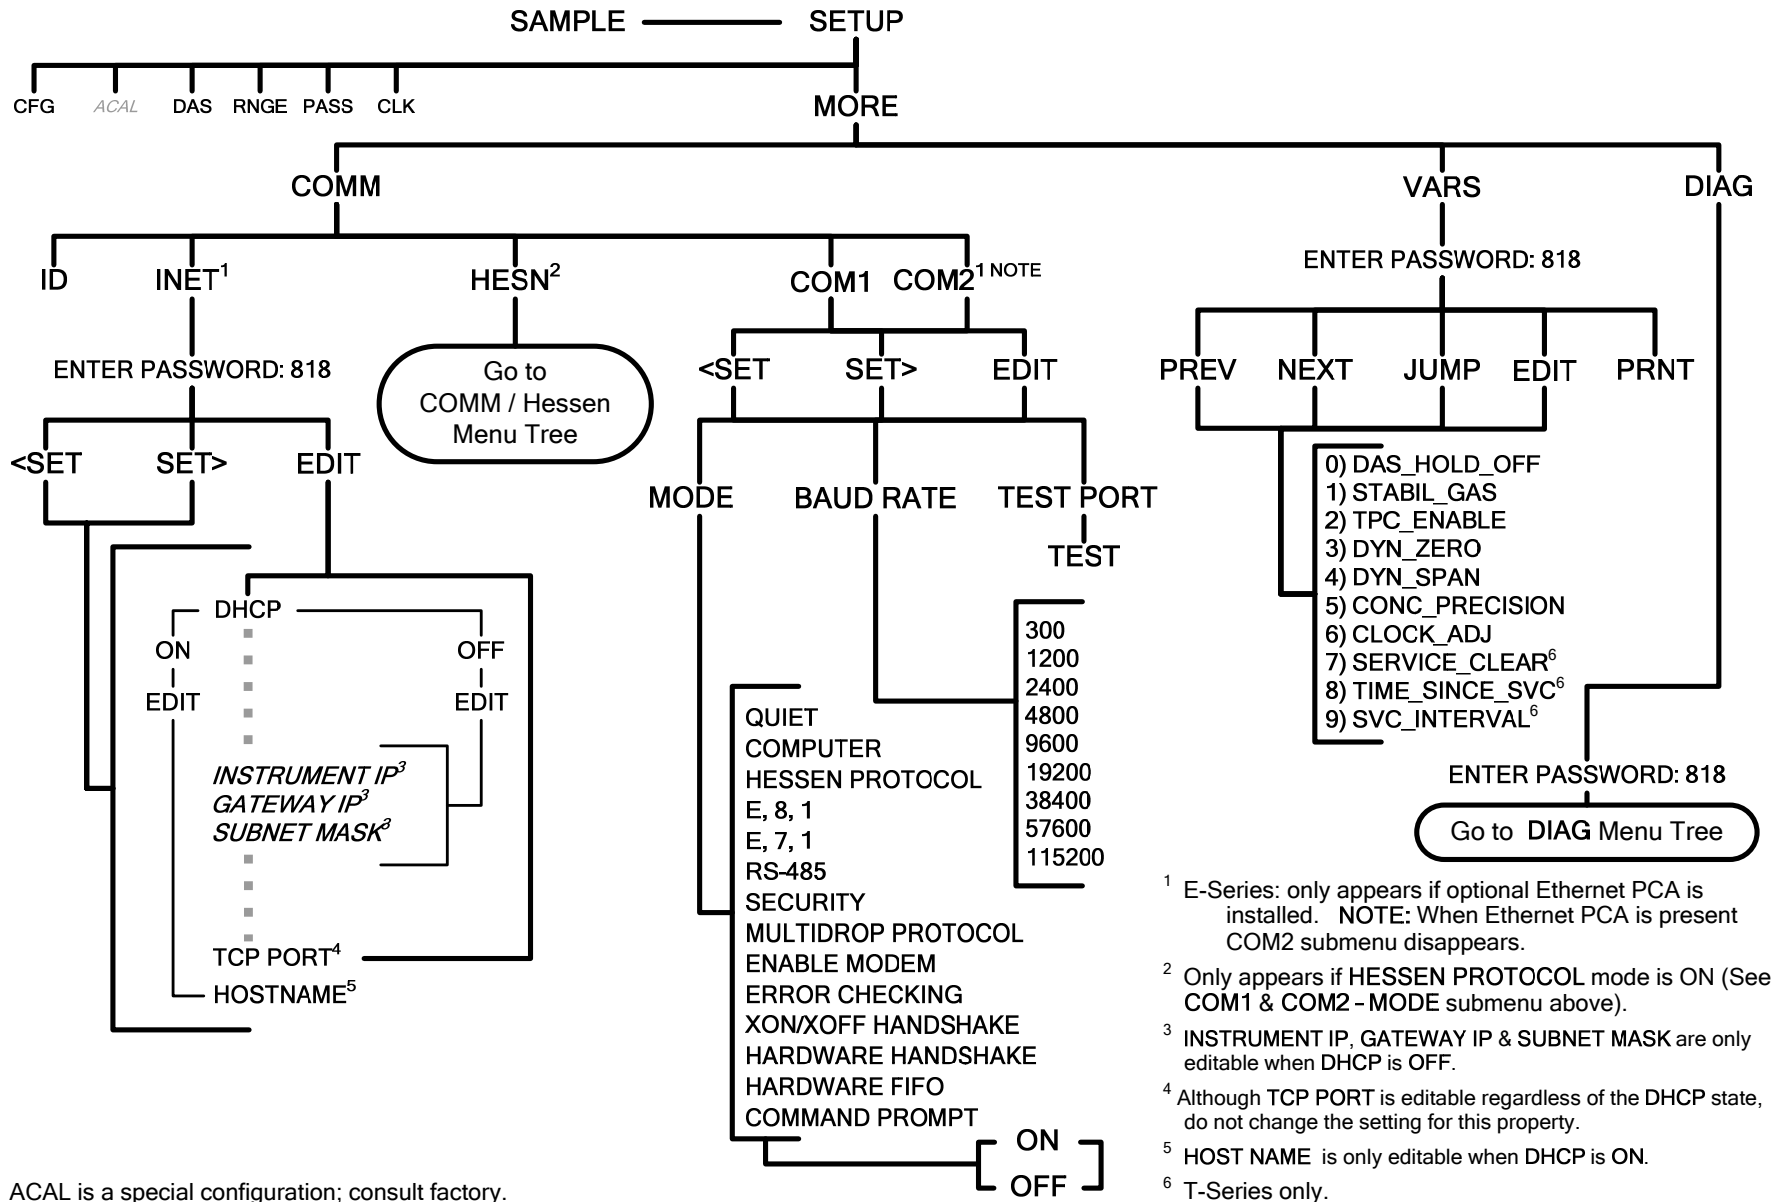 SAMPLE SETUP
CFG ACAL DAS RNGE PASS CLK
MORE
COMM
VARS
DIAG
ID
INET1
HESN2
COM1
COM2 1 NOTE
ENTER PASSWORD: 818
<SET
SET>
EDIT
DHCP
ON
EDIT
OFF
EDIT
INSTRUMENT IP3
GATEWAY IP3
SUBNET MASK3
TCP PORT4
HOSTNAME5
Go to
COMM / Hessen
Menu Tree
<SET
SET>
EDIT
MODE
BAUD RATE
TEST PORT
TEST
QUIET
COMPUTER
HESSEN PROTOCOL
E, 8, 1
E, 7, 1
RS-485
SECURITY
MULTIDROP PROTOCOL
ENABLE MODEM
ERROR CHECKING
XON/XOFF HANDSHAKE
HARDWARE HANDSHAKE
HARDWARE FIFO
COMMAND PROMPT
ON
OFF
300
1200
2400
4800
9600
19200
38400
57600
115200
ENTER PASSWORD: 818
PREV
NEXT
JUMP
EDIT
PRNT
0) DAS_HOLD_OFF
1) STABIL_GAS
2) TPC_ENABLE
3) DYN_ZERO
4) DYN_SPAN
5) CONC_PRECISION
6) CLOCK_ADJ
7) SERVICE_CLEAR6
8) TIME_SINCE_SVC6
9) SVC_INTERVAL6
ENTER PASSWORD: 818
Go to DIAG Menu Tree
1 E-Series: only appears if optional Ethernet PCA is
installed. NOTE: When Ethernet PCA is present
COM2 submenu disappears.
2 Only appears if HESSEN PROTOCOL mode is ON (See
COM1 & COM2 – MODE submenu above).
3 INSTRUMENT IP, GATEWAY IP & SUBNET MASK are only
editable when DHCP is OFF.
4 Although TCP PORT is editable regardless of the DHCP state,
do not change the setting for this property.
5 HOST NAME is only editable when DHCP is ON.
6 T-Series only.
ACAL is a special configuration; consult factory.